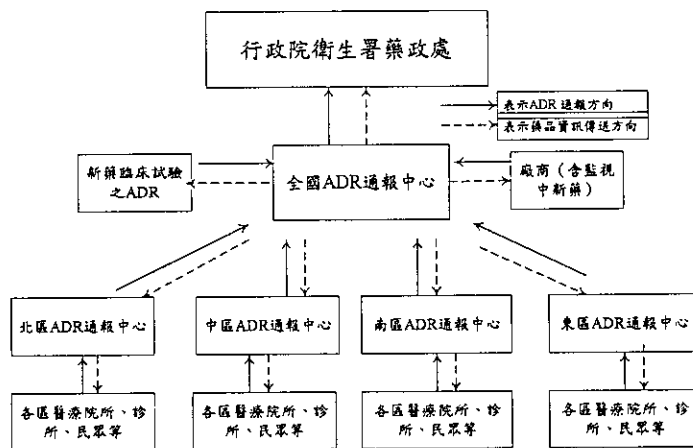 行政院衛生署藥政處
表示ADR 通報方向
表示藥品資訊傳送方向
新藥臨床試驗
之ADR
全國ADR通報中心
廠商（含監視
中新藥）
北區ADR通報中心
中區ADR通報中心
南區ADR通報中心
東區ADR通報中心
各區醫療院所、診
所、民眾等
各區醫療院所、診
所、民眾等
各區醫療院所、診
所、民眾等
各區醫療院所、診
所、民眾等